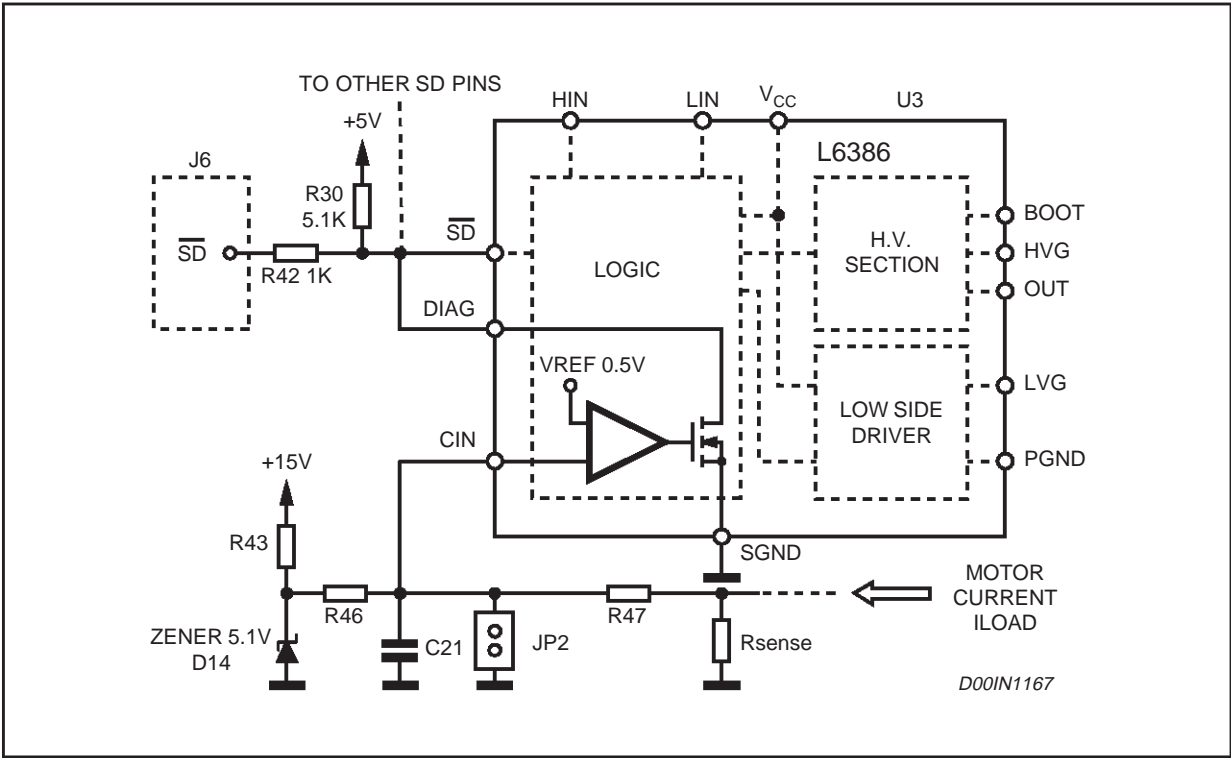 TO OTHER SD PINS
HIN
LIN
VCC
U3
+5V
J6
L6386
R30
5.1K
SD
SD
R42 1K
BOOT
HVG
OUT
H.V.
SECTION
LOGIC
DIAG
VREF 0.5V
LVG
LOW SIDE
DRIVER
CIN
PGND
+15V
R43
SGND
MOTOR
CURRENT
ILOAD
R46
R47
ZENER 5.1V
D14
C21
JP2
Rsense
D00IN1167